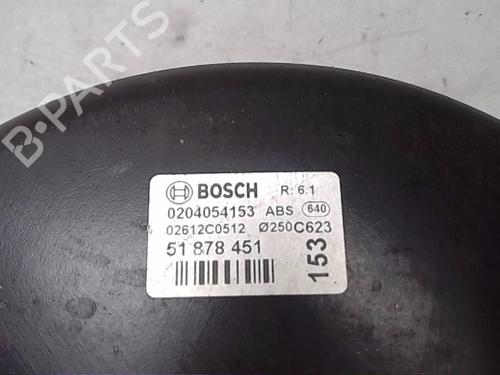 B-PARTS
BOSCH R: 6.1
0204054153 ABS 640
02612C0512 Ø250C623
51 878 451
153